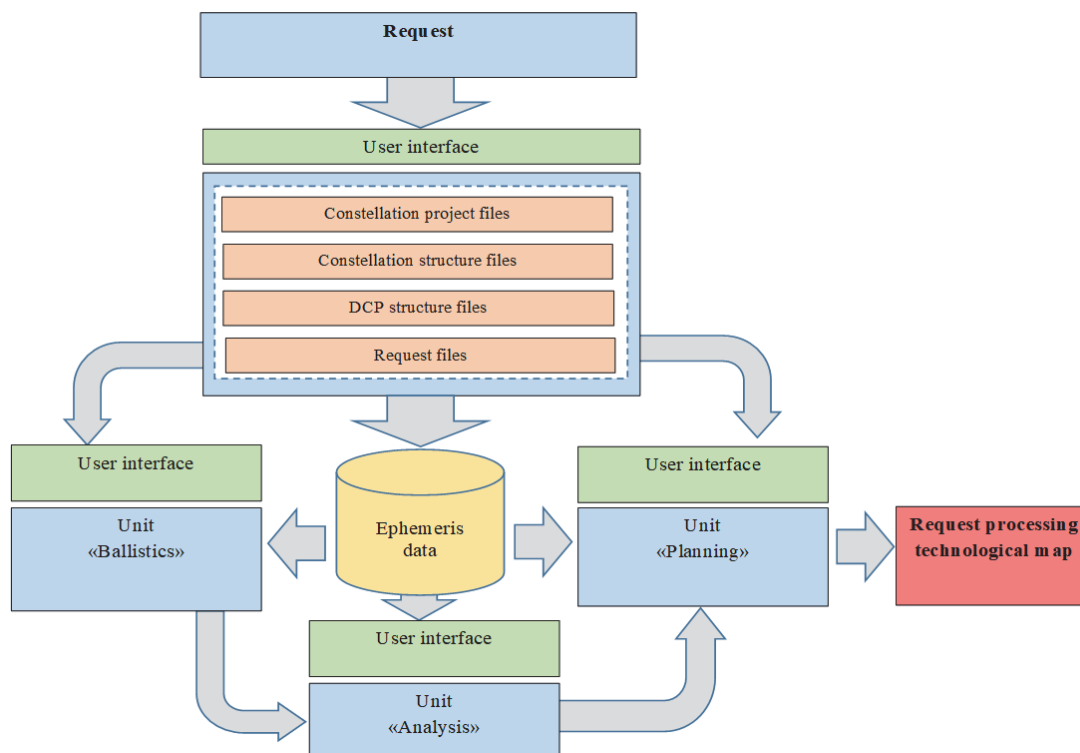 Request
User interface
Constellation project files
Constellation structure files
DCP structure files
Request files
User interface
Unit
«Ballistics»
Ephemeris
data
User interface
Unit
«Planning»
Request processing
technological map
User interface
Unit
«Analysis»